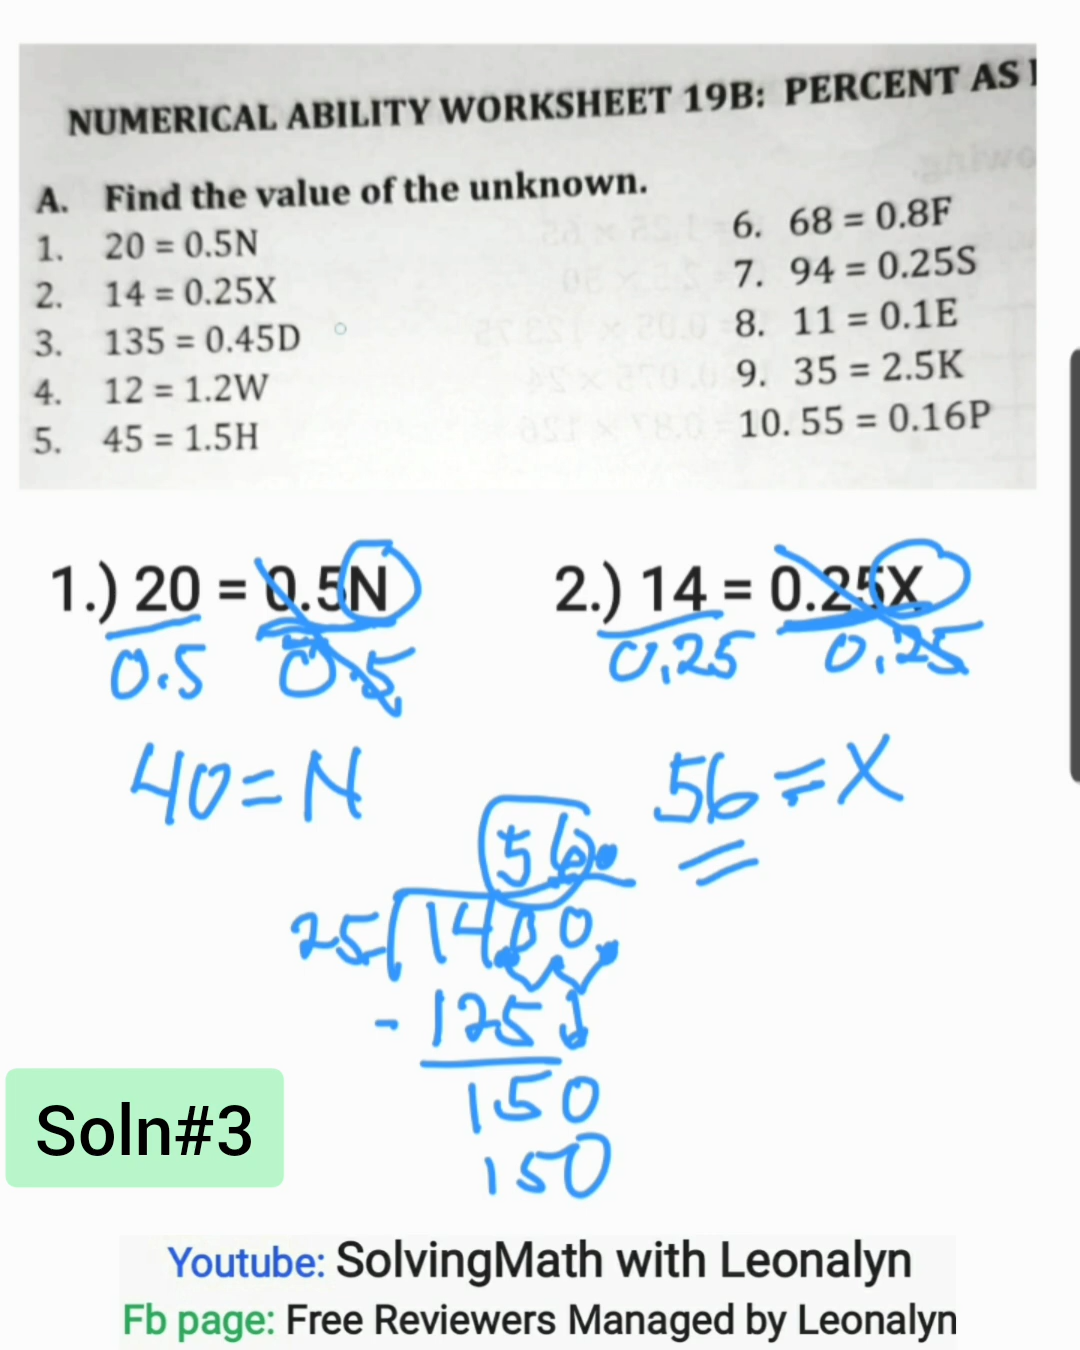 NUMERICAL ABILITY WORKSHEET 19B: PERCENT AS
A. Find the value of the unknown.
1. 20 = 0.5N
2. 14 = 0.25X
3. 135 = 0.45D
4. 12 = 1.2W
5. 45 = 1.5H
6. 68 = 0.8F
7. 94 = 0.25S
8. 11 = 0.1E
9. 35 = 2.5K
10. 55 = 0.16P
1.) 20 = 0.5N
0.5 0.5
40 = N
2.) 14 = 0.25X
0.25 0.25
56 = X
56.
25 1400
- 125
150
150
Soln#3
Youtube: SolvingMath with Leonalyn
Fb page: Free Reviewers Managed by Leonalyn